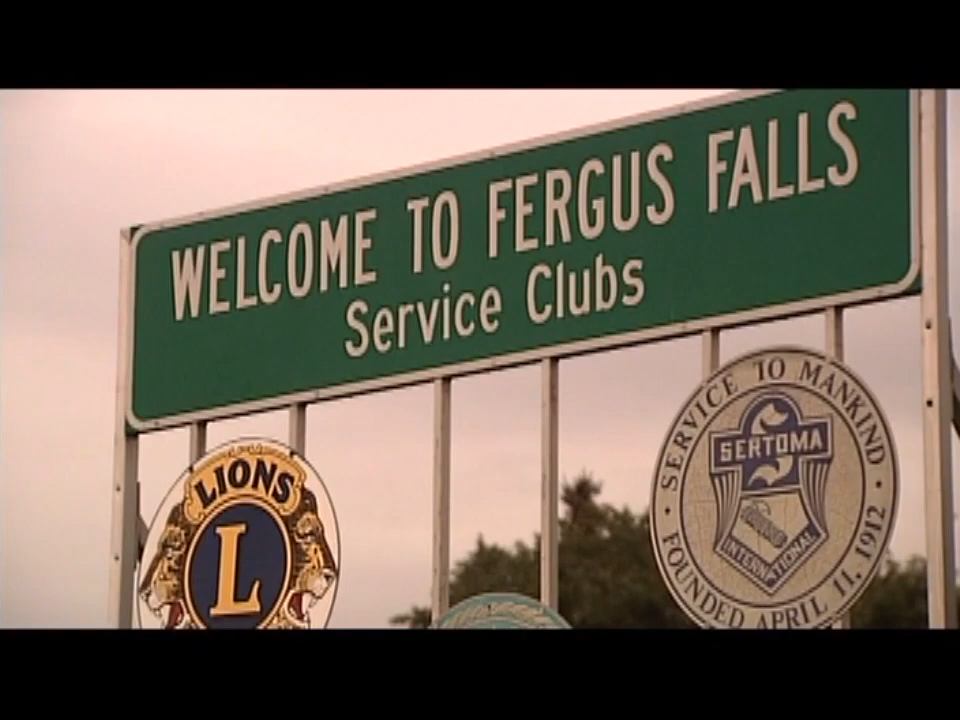 WELCOME TO FERGUS FALLS
Service Clubs
LIONS
L
SERVICE TO MANKIND
SERTOMA
INTERNATIONAL
FOUNDED APRIL 11, 1912